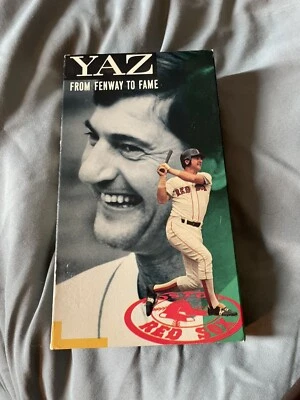 YAZ
FROM FENWAY TO FAME
RED SOX
RED SOX